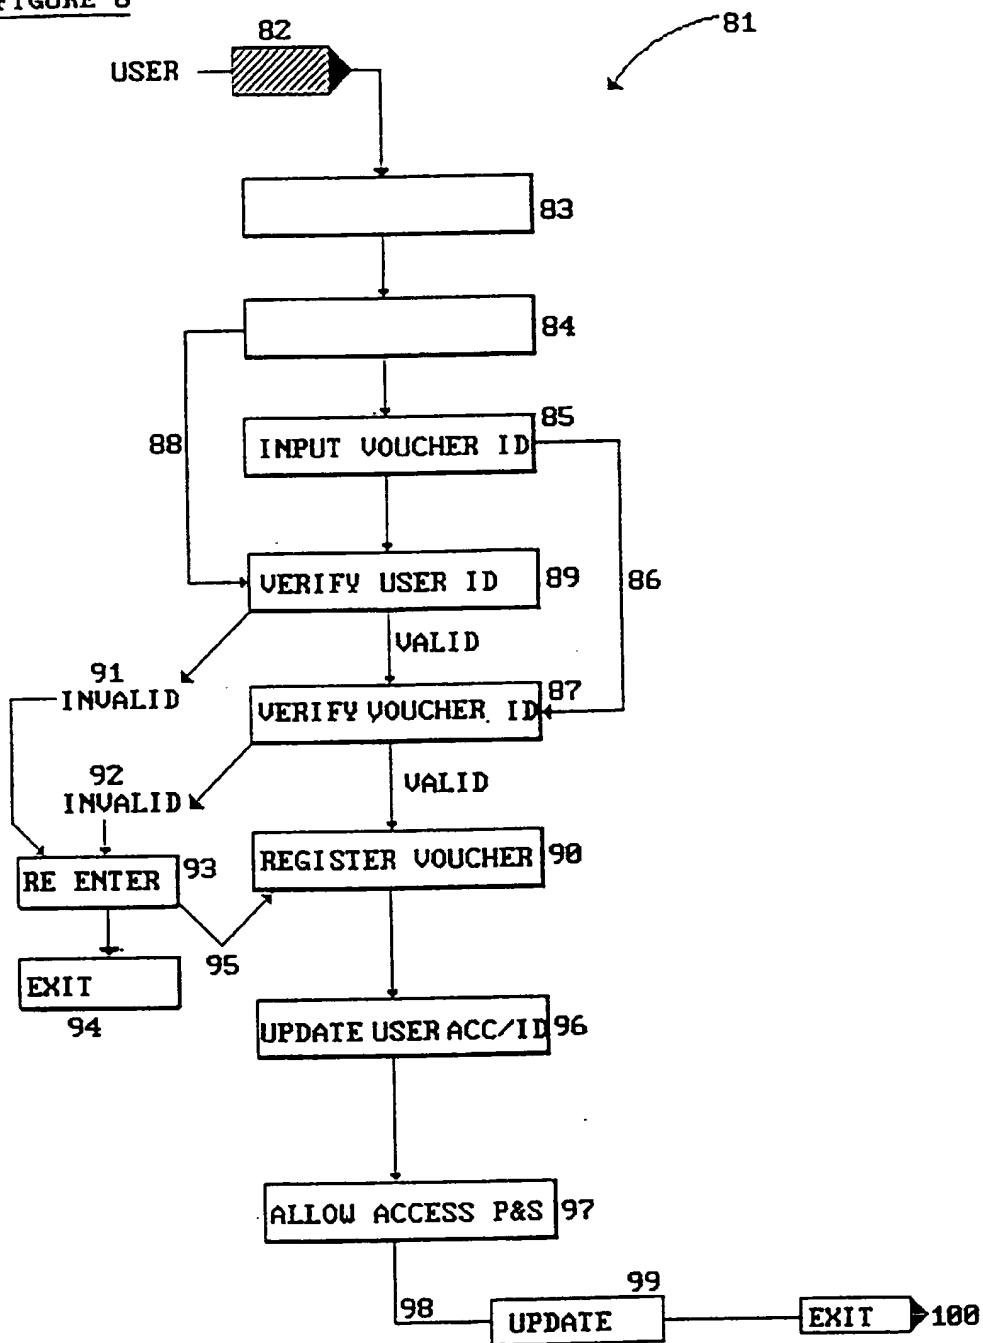 FIGURE 8
82
81
USER
83
84
85
88
INPUT VOUCHER ID
VERIFY USER ID
89
86
VALID
91
INVALID
87
VERIFY VOUCHER ID
92
INVALID
VALID
RE ENTER
93
REGISTER VOUCHER
90
95
EXIT
94
UPDATE USER ACC/ID
96
ALLOW ACCESS P&S
97
98
99
UPDATE
EXIT
100